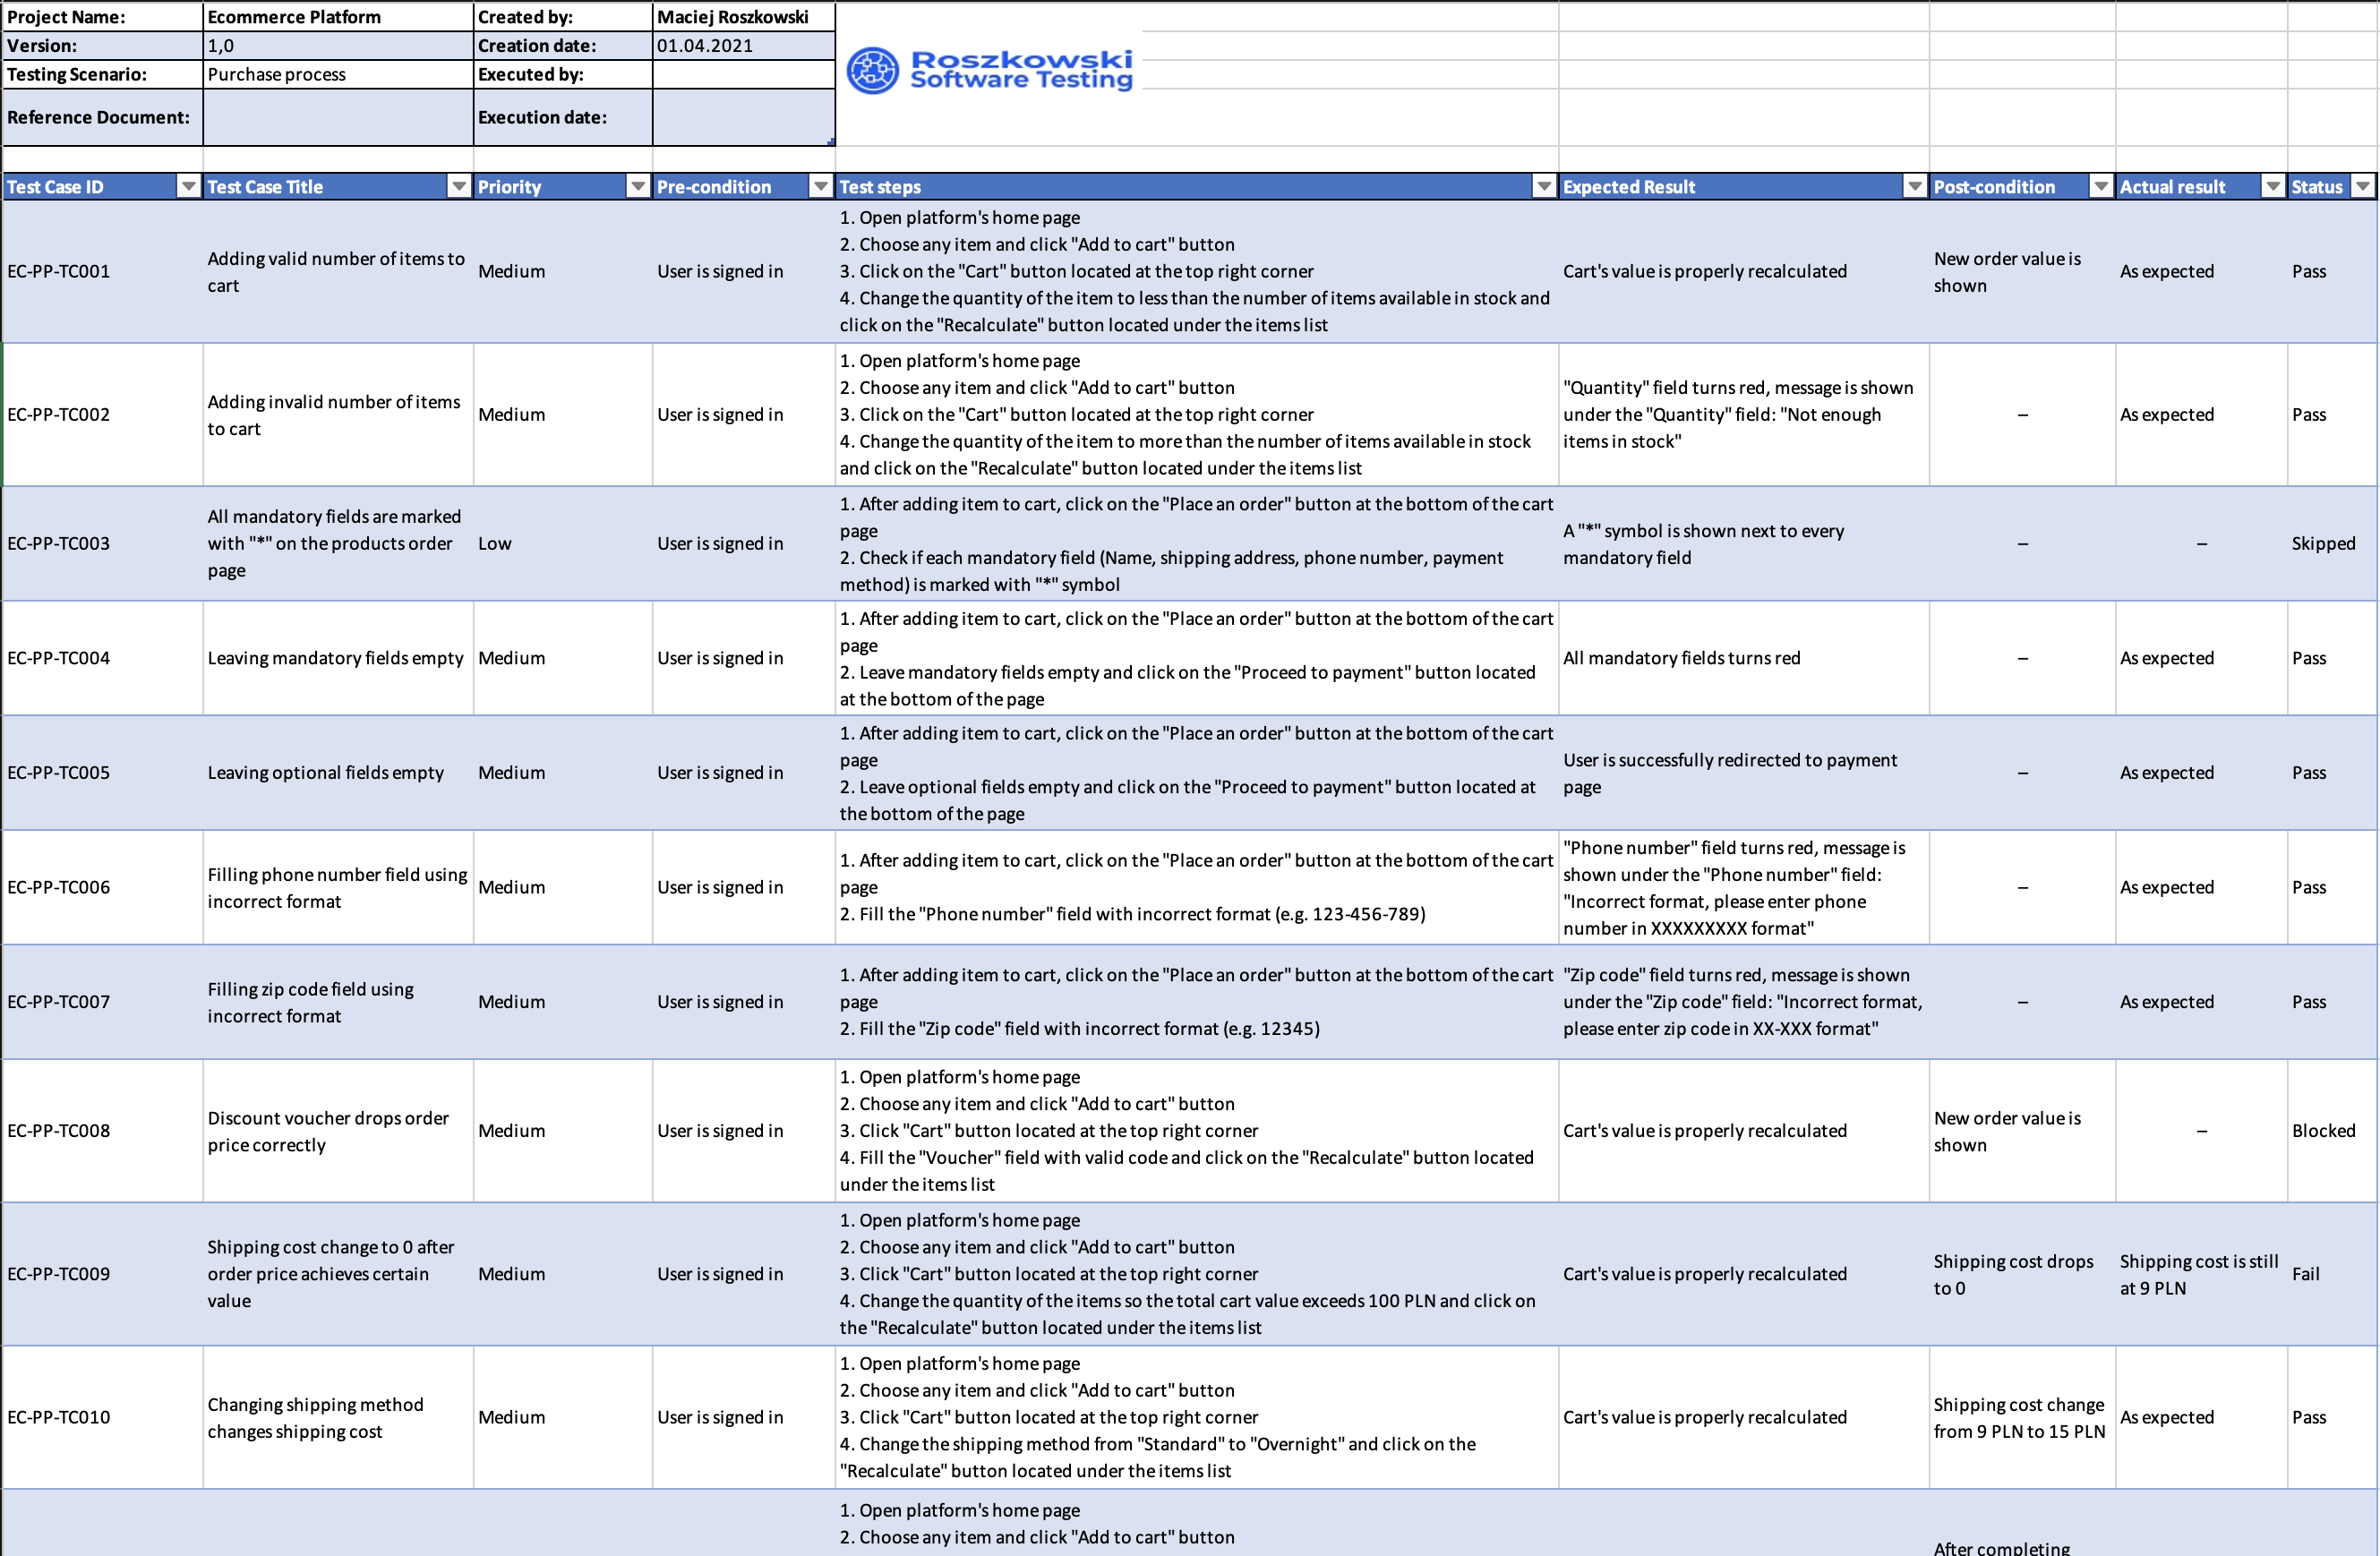 Project Name: Ecommerce Platform Created by: Maciej Roszkowski
Version: 1,0 Creation date: 01.04.2021
Testing Scenario: Purchase process Executed by:
Reference Document: Execution date:
Roszkowski
Software Testing
Test Case ID Test Case Title Priority Pre-condition Test steps Expected Result Post-condition Actual result Status
EC-PP-TC001
Adding valid number of items to
cart
Medium
User is signed in
1. Open platform's home page
2. Choose any item and click "Add to cart" button
3. Click on the "Cart" button located at the top right corner
4. Change the quantity of the item to less than the number of items available in stock and
click on the "Recalculate" button located under the items list
Cart's value is properly recalculated
New order value is
shown
As expected
Pass
EC-PP-TC002
Adding invalid number of items
to cart
Medium
User is signed in
1. Open platform's home page
2. Choose any item and click "Add to cart" button
3. Click on the "Cart" button located at the top right corner
4. Change the quantity of the item to more than the number of items available in stock
and click on the "Recalculate" button located under the items list
"Quantity" field turns red, message is shown
under the "Quantity" field: "Not enough
items in stock"
–
As expected
Pass
EC-PP-TC003
All mandatory fields are marked
with "*" on the products order
page
Low
User is signed in
1. After adding item to cart, click on the "Place an order" button at the bottom of the cart
page
2. Check if each mandatory field (Name, shipping address, phone number, payment
method) is marked with "*" symbol
A "*" symbol is shown next to every
mandatory field
–
–
Skipped
EC-PP-TC004
Leaving mandatory fields empty
Medium
User is signed in
1. After adding item to cart, click on the "Place an order" button at the bottom of the cart
page
2. Leave mandatory fields empty and click on the "Proceed to payment" button located
at the bottom of the page
All mandatory fields turns red
–
As expected
Pass
EC-PP-TC005
Leaving optional fields empty
Medium
User is signed in
1. After adding item to cart, click on the "Place an order" button at the bottom of the cart
page
2. Leave optional fields empty and click on the "Proceed to payment" button located at
the bottom of the page
User is successfully redirected to payment
page
–
As expected
Pass
EC-PP-TC006
Filling phone number field using
incorrect format
Medium
User is signed in
1. After adding item to cart, click on the "Place an order" button at the bottom of the cart
page
2. Fill the "Phone number" field with incorrect format (e.g. 123-456-789)
"Phone number" field turns red, message is
shown under the "Phone number" field:
"Incorrect format, please enter phone
number in XXXXXXXXX format"
–
As expected
Pass
EC-PP-TC007
Filling zip code field using
incorrect format
Medium
User is signed in
1. After adding item to cart, click on the "Place an order" button at the bottom of the cart
page
2. Fill the "Zip code" field with incorrect format (e.g. 12345)
"Zip code" field turns red, message is shown
under the "Zip code" field: "Incorrect format,
please enter zip code in XX-XXX format"
–
As expected
Pass
EC-PP-TC008
Discount voucher drops order
price correctly
Medium
User is signed in
1. Open platform's home page
2. Choose any item and click "Add to cart" button
3. Click "Cart" button located at the top right corner
4. Fill the "Voucher" field with valid code and click on the "Recalculate" button located
under the items list
Cart's value is properly recalculated
New order value is
shown
–
Blocked
EC-PP-TC009
Shipping cost change to 0 after
order price achieves certain
value
Medium
User is signed in
1. Open platform's home page
2. Choose any item and click "Add to cart" button
3. Click "Cart" button located at the top right corner
4. Change the quantity of the items so the total cart value exceeds 100 PLN and click on
the "Recalculate" button located under the items list
Cart's value is properly recalculated
Shipping cost drops
to 0
Shipping cost is still
at 9 PLN
Fail
EC-PP-TC010
Changing shipping method
changes shipping cost
Medium
User is signed in
1. Open platform's home page
2. Choose any item and click "Add to cart" button
3. Click "Cart" button located at the top right corner
4. Change the shipping method from "Standard" to "Overnight" and click on the
"Recalculate" button located under the items list
Cart's value is properly recalculated
Shipping cost change
from 9 PLN to 15 PLN
As expected
Pass
1. Open platform's home page
2. Choose any item and click "Add to cart" button
After completing